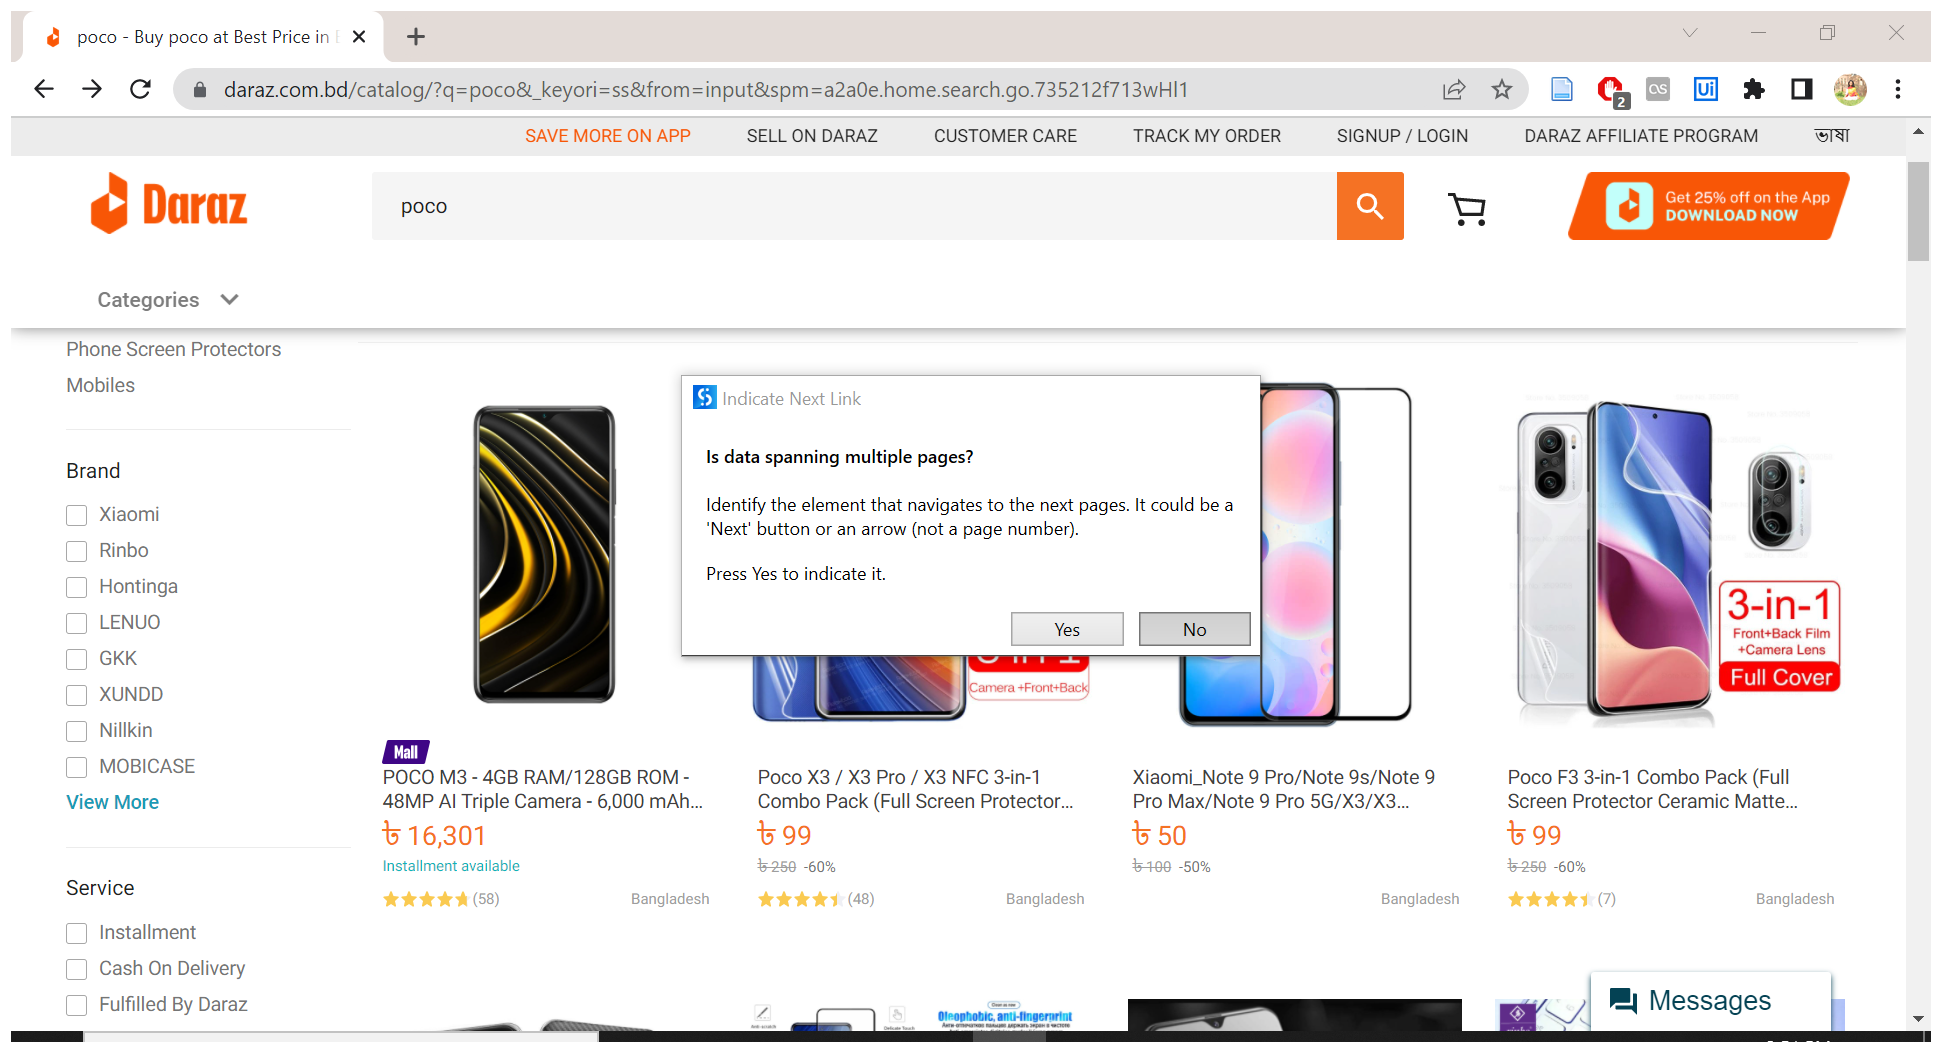 poco - Buy poco at Best Price in
daraz.com.bd/catalog/?q=poco&_keyori=ss&from=input&spm=a2a0e.home.search.go.735212f713wHl1
2
Ui
SAVE MORE ON APP
SELL ON DARAZ
CUSTOMER CARE
TRACK MY ORDER
SIGNUP / LOGIN
DARAZ AFFILIATE PROGRAM
ভাষা
Daraz
poco
Get 25% off on the App
DOWNLOAD NOW
Categories
Phone Screen Protectors
Mobiles
Brand
Xiaomi
Rinbo
Hontinga
LENUO
GKK
XUNDD
Nillkin
MOBICASE
View More
Service
Installment
Cash On Delivery
Fulfilled By Daraz
Indicate Next Link
Is data spanning multiple pages?
Identify the element that navigates to the next pages. It could be a
'Next' button or an arrow (not a page number).
Press Yes to indicate it.
Yes
No
Camera +Front+Back
3-in-1
Front+Back Film
+Camera Lens
Full Cover
Mall
POCO M3 - 4GB RAM/128GB ROM -
48MP AI Triple Camera - 6,000 mAh...
৳ 16,301
Installment available
(58)
Bangladesh
Poco X3 / X3 Pro / X3 NFC 3-in-1
Combo Pack (Full Screen Protector...
৳ 99
৳ 250 -60%
(48)
Bangladesh
Xiaomi_Note 9 Pro/Note 9s/Note 9
Pro Max/Note 9 Pro 5G/X3/X3...
৳ 50
৳ 100 -50%
Bangladesh
Poco F3 3-in-1 Combo Pack (Full
Screen Protector Ceramic Matte...
৳ 99
৳ 250 -60%
(7)
Bangladesh
Oleophobic, anti-fingerprint
Messages